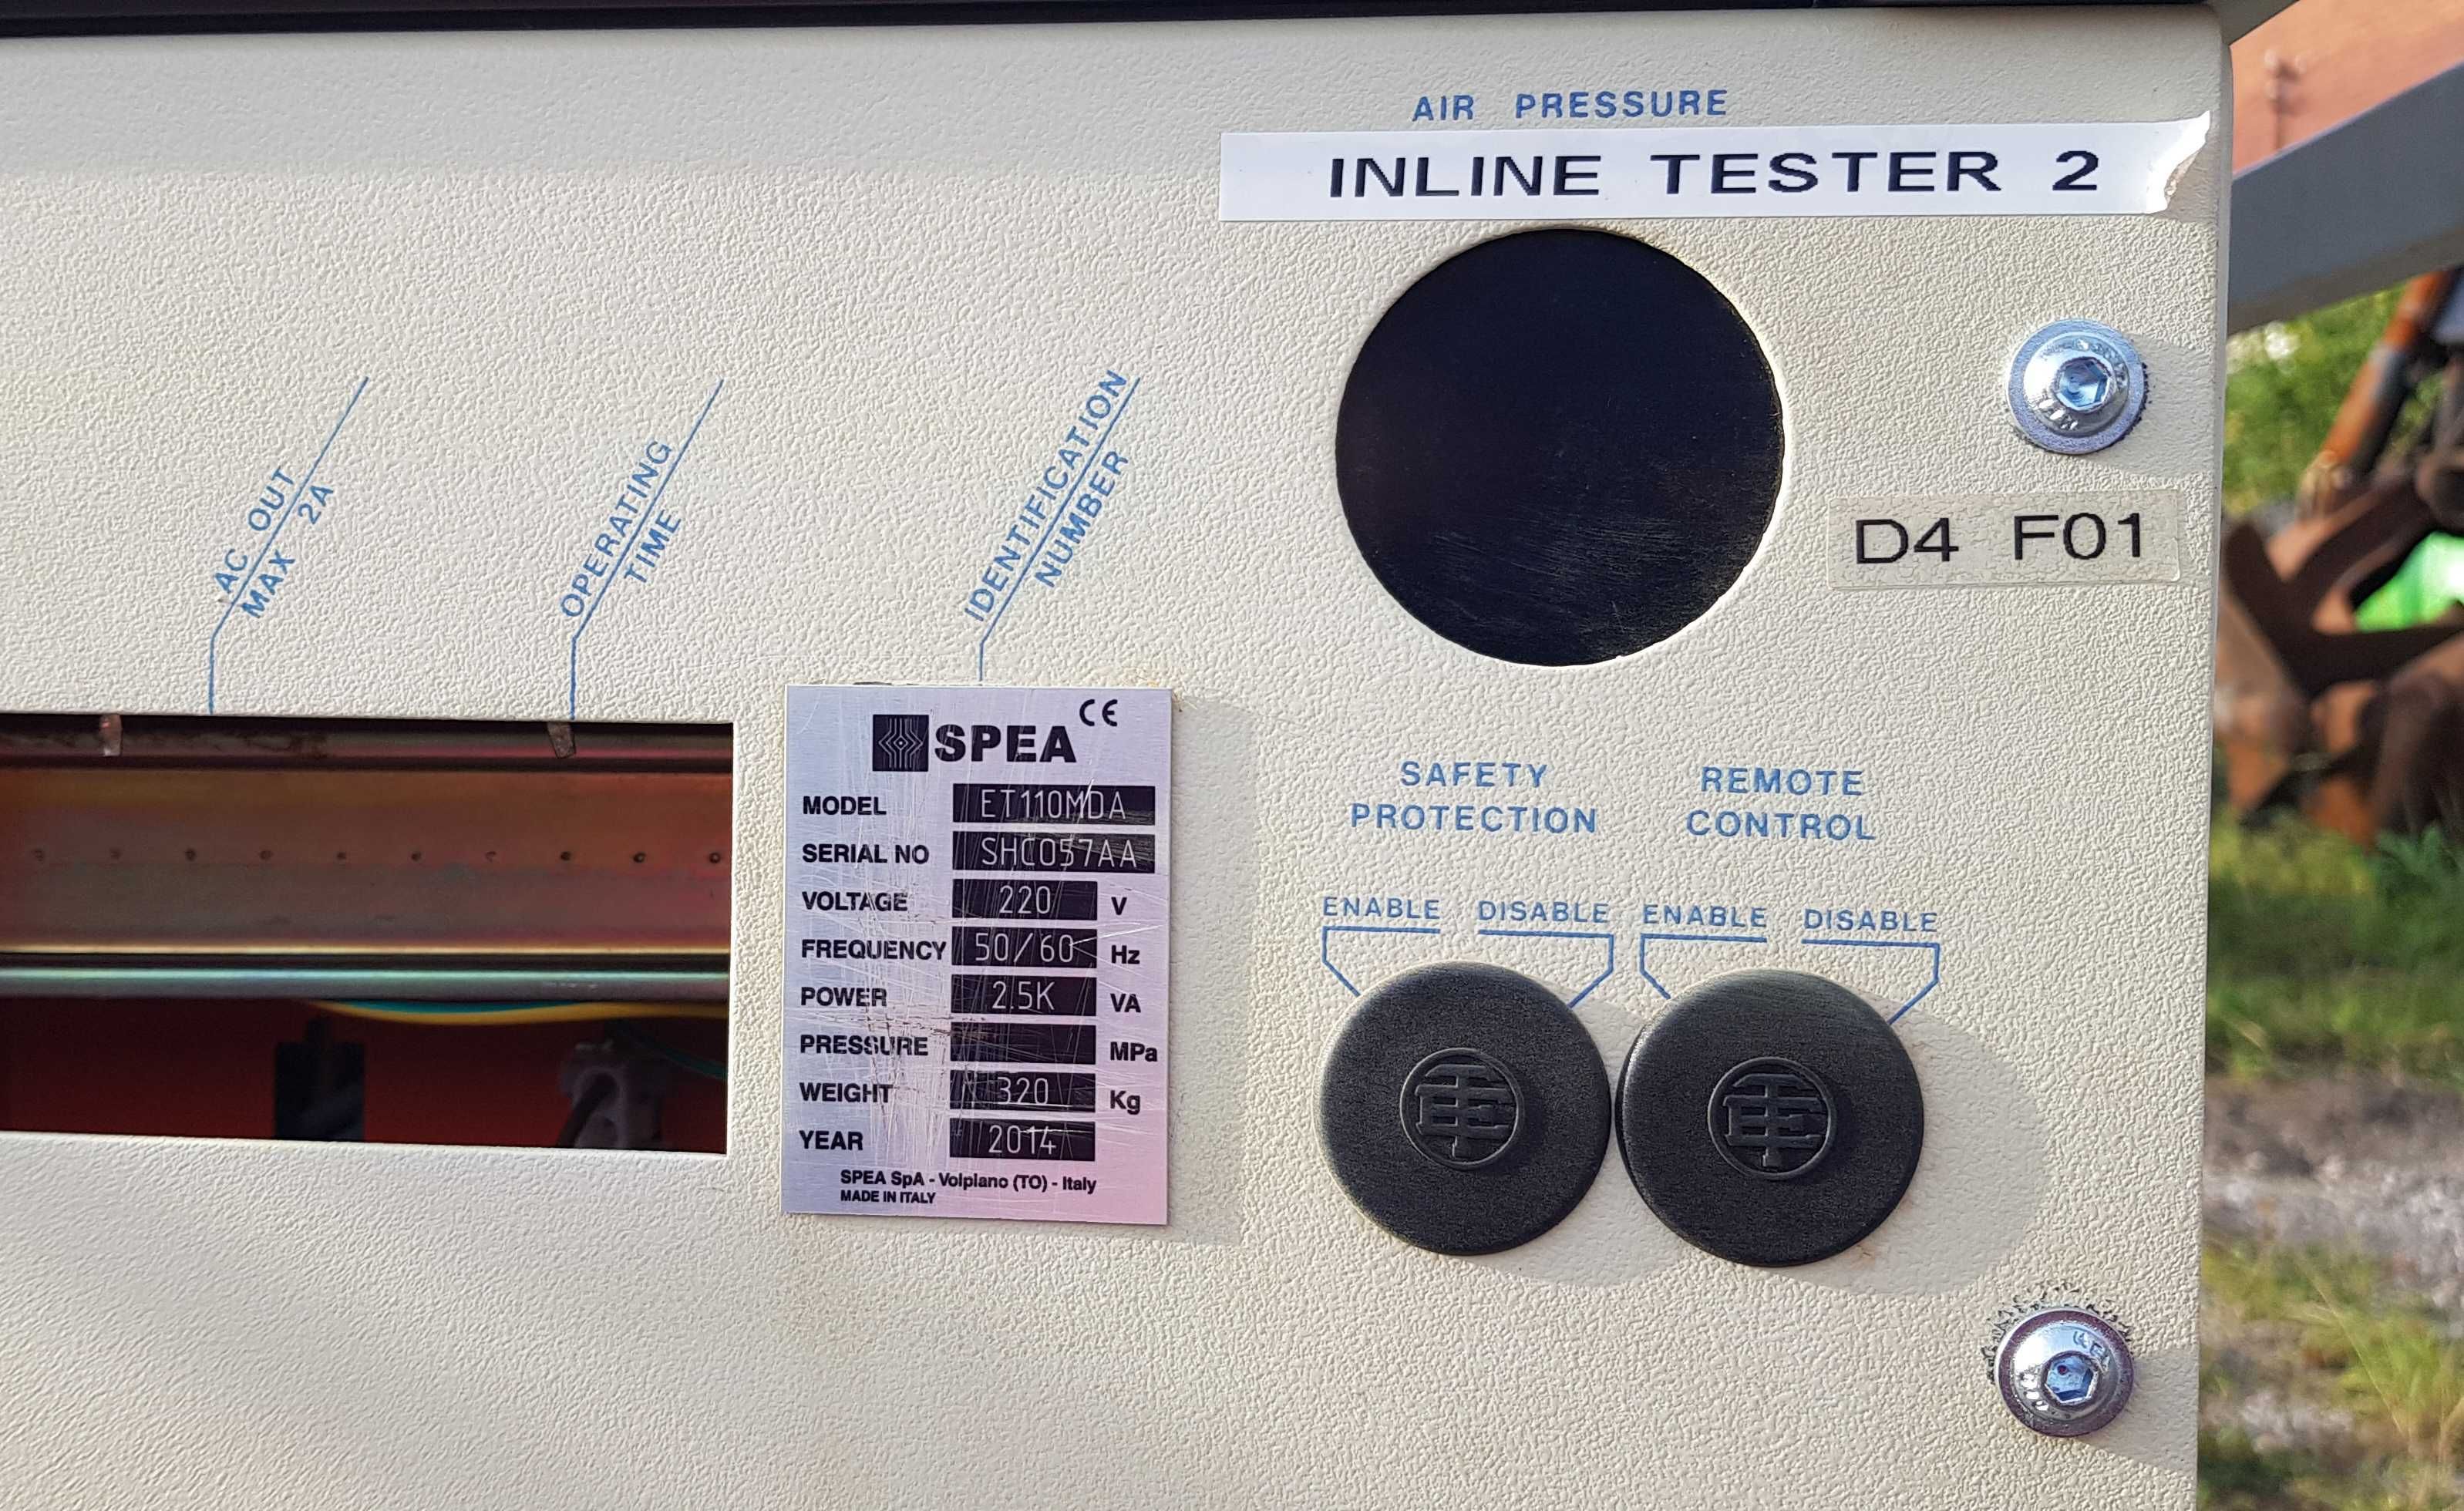 AIR PRESSURE
INLINE TESTER 2
D4 F01
AC OUT
MAX 2A
OPERATING
TIME
IDENTIFICATION
NUMBER
SPEA CE
MODEL ET110MDA
SERIAL NO SHC057AA
VOLTAGE 220 V
FREQUENCY 50/60 Hz
POWER 2.5K VA
PRESSURE MPa
WEIGHT 320 Kg
YEAR 2014
SPEA SpA - Volpiano (TO) - Italy
MADE IN ITALY
SAFETY
PROTECTION
ENABLE DISABLE
REMOTE
CONTROL
ENABLE DISABLE